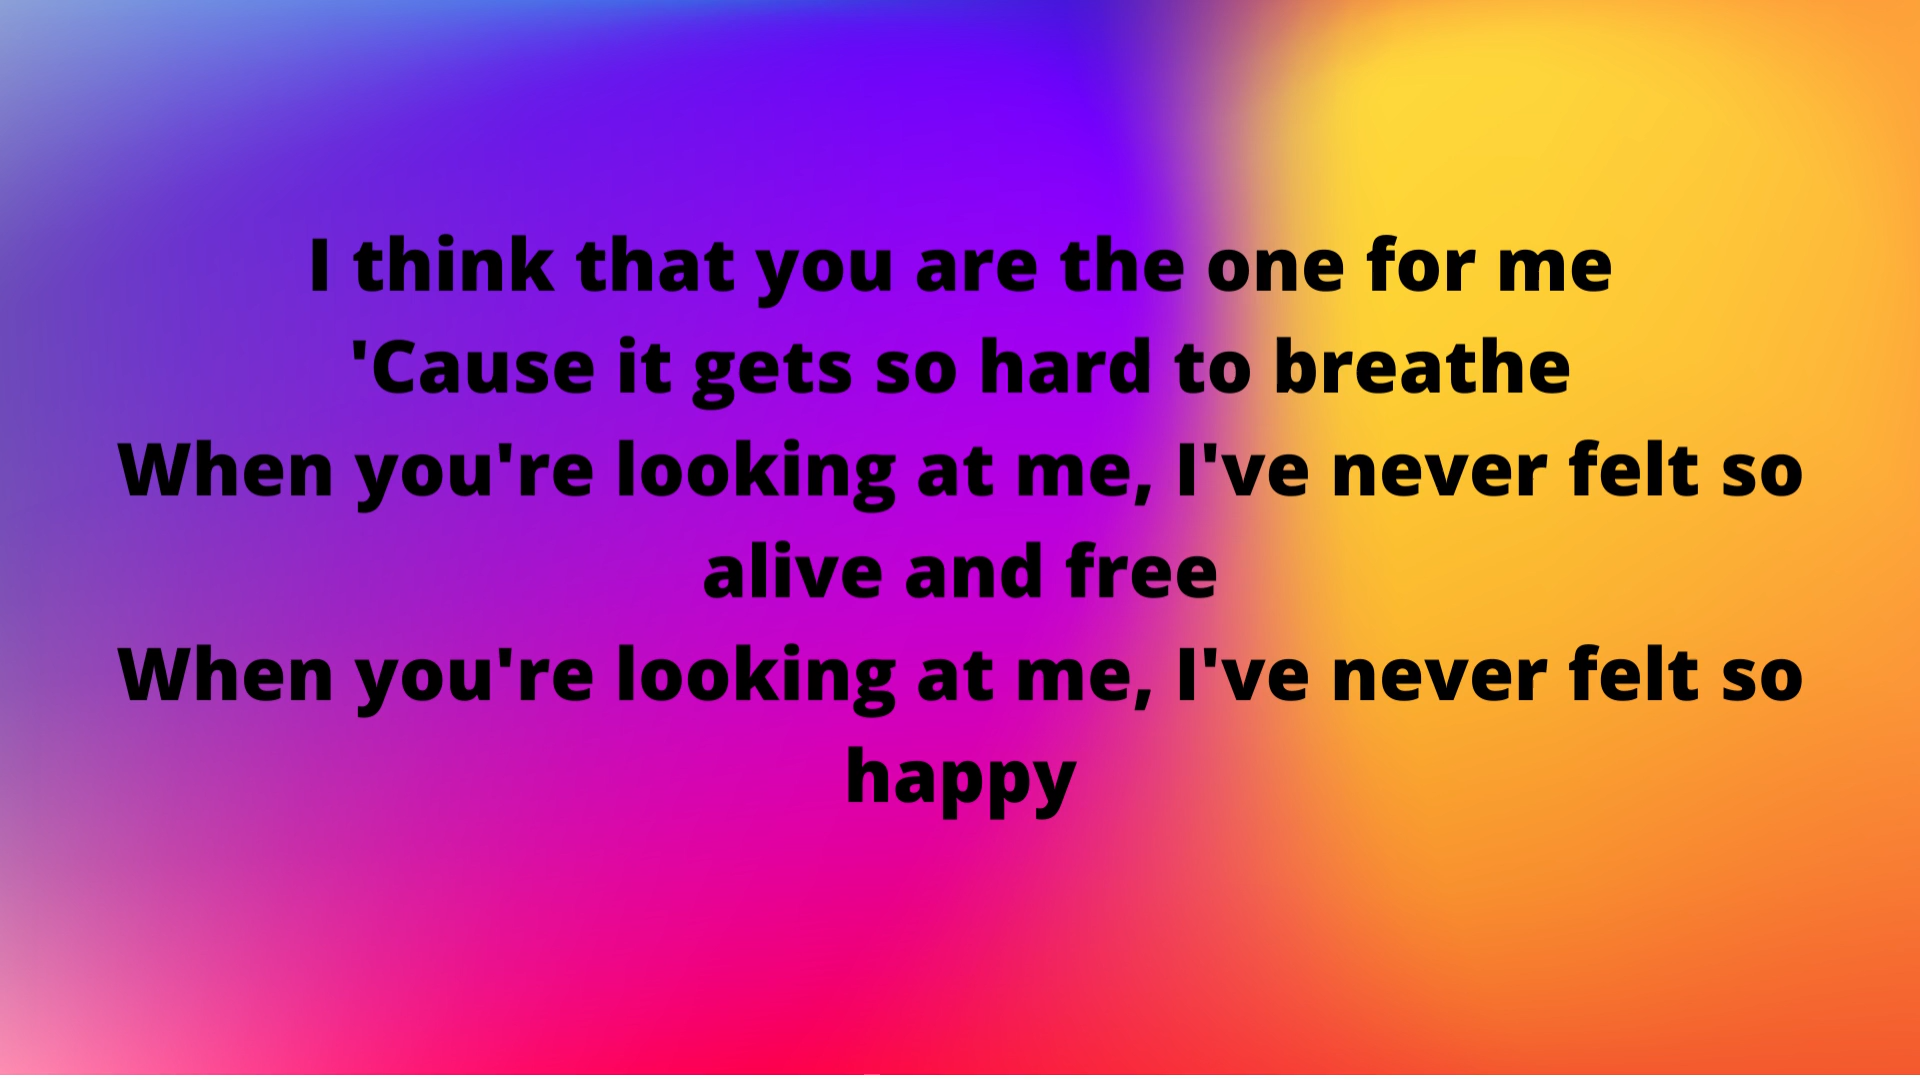 I think that you are the one for me
'Cause it gets so hard to breathe
When you're looking at me, I've never felt so
alive and free
When you're looking at me, I've never felt so
happy